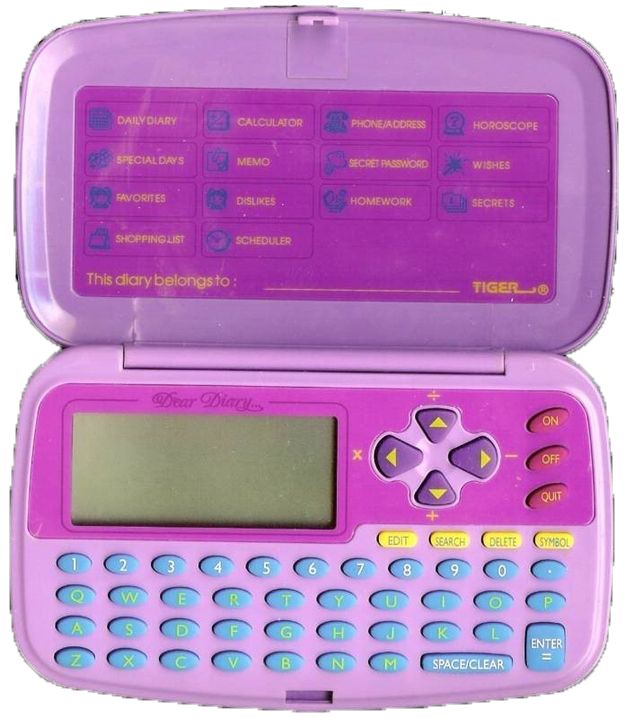 DAILY DIARY CALCULATOR PHONE/ADDRESS HOROSCOPE
SPECIAL DAYS MEMO SECRET PASSWORD WISHES
FAVORITES DISLIKES HOMEWORK SECRETS
SHOPPING LIST SCHEDULER
This diary belongs to : TIGER ®
Dear Diary...
÷
ON
x −
OFF
QUIT
+
EDIT SEARCH DELETE SYMBOL
1 2 3 4 5 6 7 8 9 0 .
Q W E R T Y U I O P
A S D F G H J K L ENTER =
Z X C V B N M SPACE/CLEAR